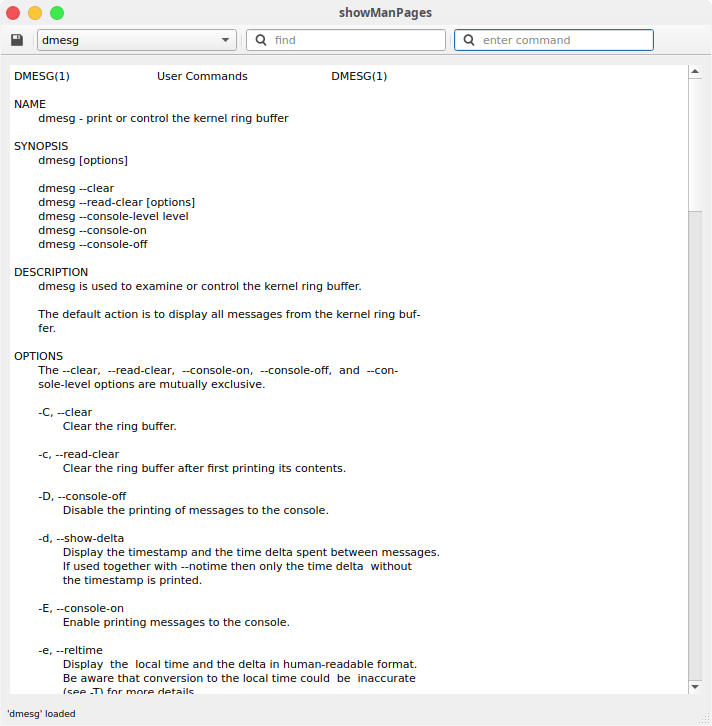 showManPages
dmesg
find
enter command
DMESG(1) User Commands DMESG(1)
NAME
dmesg - print or control the kernel ring buffer
SYNOPSIS
dmesg [options]
dmesg --clear
dmesg --read-clear [options]
dmesg --console-level level
dmesg --console-on
dmesg --console-off
DESCRIPTION
dmesg is used to examine or control the kernel ring buffer.
The default action is to display all messages from the kernel ring buf-
fer.
OPTIONS
The --clear, --read-clear, --console-on, --console-off, and --con-
sole-level options are mutually exclusive.
-C, --clear
Clear the ring buffer.
-c, --read-clear
Clear the ring buffer after first printing its contents.
-D, --console-off
Disable the printing of messages to the console.
-d, --show-delta
Display the timestamp and the time delta spent between messages.
If used together with --notime then only the time delta without
the timestamp is printed.
-E, --console-on
Enable printing messages to the console.
-e, --reltime
Display the local time and the delta in human-readable format.
Be aware that conversion to the local time could be inaccurate
(see -T) for more details
'dmesg' loaded